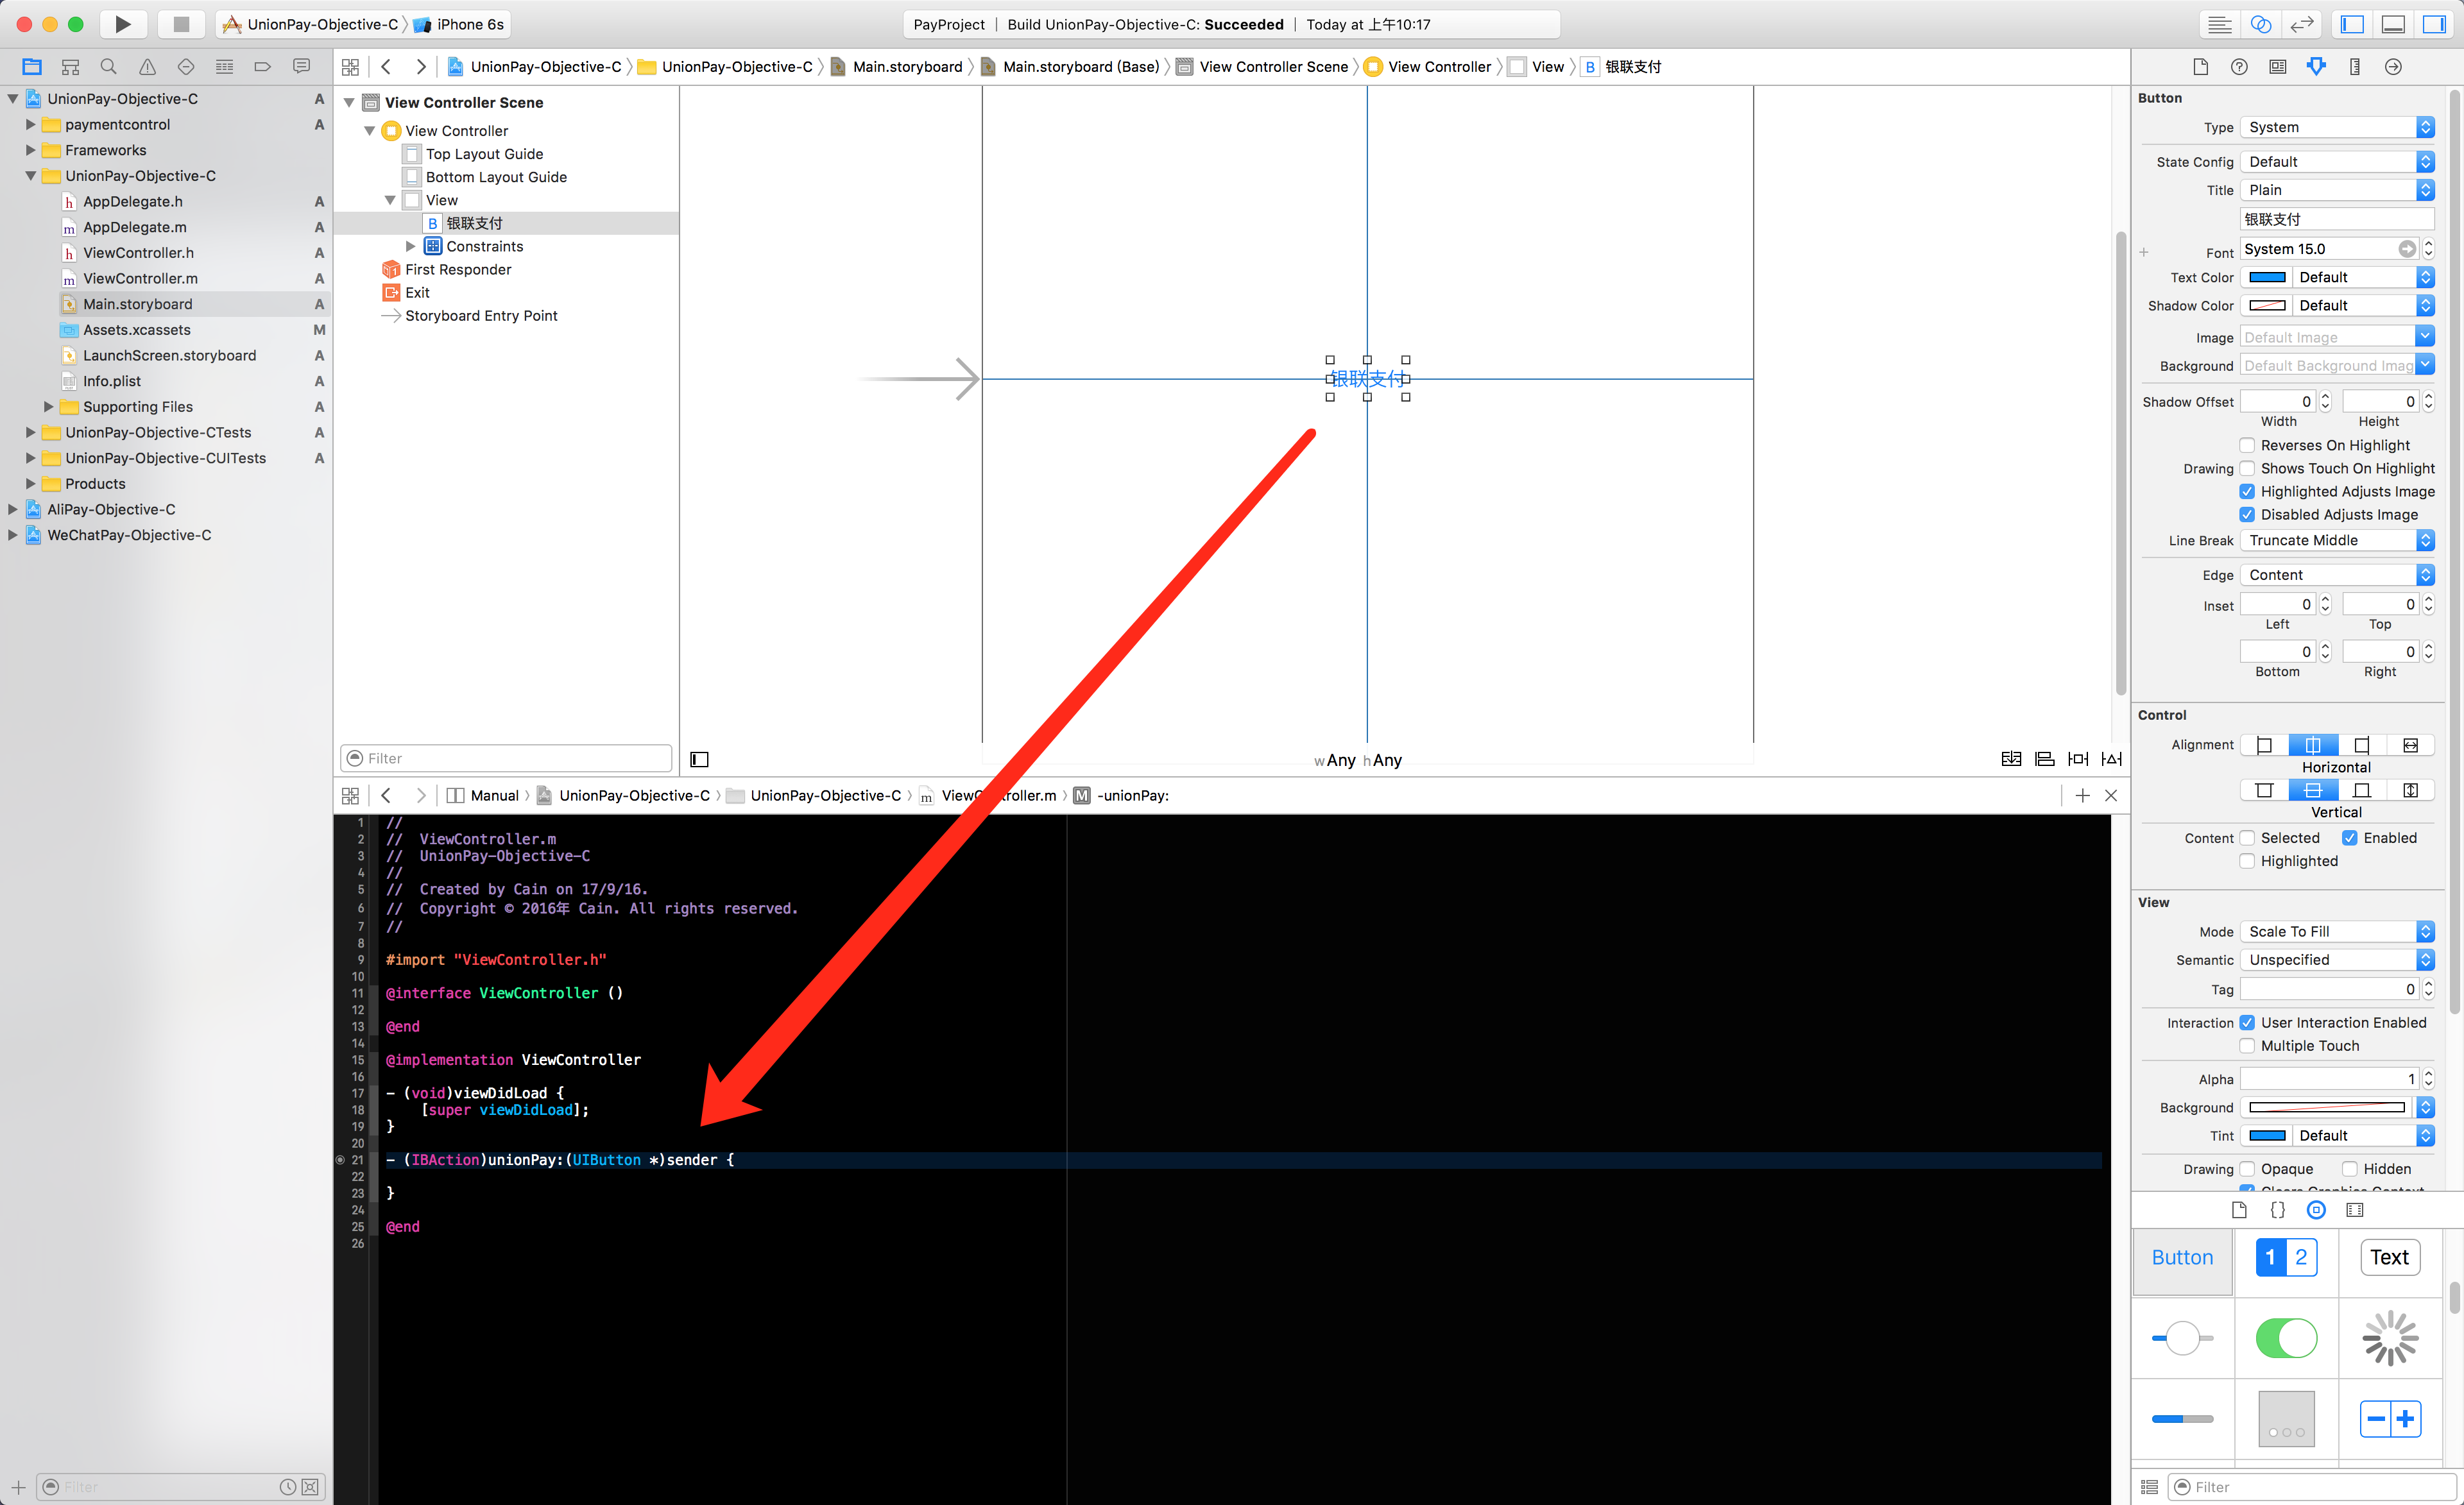 UnionPay-Objective-C 〉 iPhone 6s
PayProject | Build UnionPay-Objective-C: Succeeded | Today at 上午10:17
UnionPay-Objective-C A
paymentcontrol A
Frameworks
UnionPay-Objective-C
AppDelegate.h A
AppDelegate.m A
ViewController.h A
ViewController.m A
Main.storyboard A
Assets.xcassets M
LaunchScreen.storyboard A
Info.plist A
Supporting Files A
UnionPay-Objective-CTests A
UnionPay-Objective-CUITests A
Products
AliPay-Objective-C
WeChatPay-Objective-C
Filter
UnionPay-Objective-C 〉 UnionPay-Objective-C 〉 Main.storyboard 〉 Main.storyboard (Base) 〉 View Controller Scene 〉 View Controller 〉 View 〉 B 银联支付
View Controller Scene
View Controller
Top Layout Guide
Bottom Layout Guide
View
B 银联支付
Constraints
First Responder
Exit
Storyboard Entry Point
Filter
银联支付
wAny hAny
Manual 〉 UnionPay-Objective-C 〉 UnionPay-Objective-C 〉 m ViewController.m 〉 M -unionPay:
1 //
2 //  ViewController.m
3 //  UnionPay-Objective-C
4 //
5 //  Created by Cain on 17/9/16.
6 //  Copyright © 2016年 Cain. All rights reserved.
7 //
8
9 #import "ViewController.h"
10
11 @interface ViewController ()
12
13 @end
14
15 @implementation ViewController
16
17 - (void)viewDidLoad {
18     [super viewDidLoad];
19 }
20
21 - (IBAction)unionPay:(UIButton *)sender {
22
23 }
24
25 @end
26
Button
Type System
State Config Default
Title Plain
银联支付
Font System 15.0
Text Color Default
Shadow Color Default
Image Default Image
Background Default Background Imag
Shadow Offset 0 0
Width Height
Reverses On Highlight
Drawing Shows Touch On Highlight
Highlighted Adjusts Image
Disabled Adjusts Image
Line Break Truncate Middle
Edge Content
Inset 0 0
Left Top
0 0
Bottom Right
Control
Alignment
Horizontal
Vertical
Content Selected Enabled
Highlighted
View
Mode Scale To Fill
Semantic Unspecified
Tag 0
Interaction User Interaction Enabled
Multiple Touch
Alpha 1
Background
Tint Default
Drawing Opaque Hidden
Clears Graphics Context
Button 1 2 Text
Filter